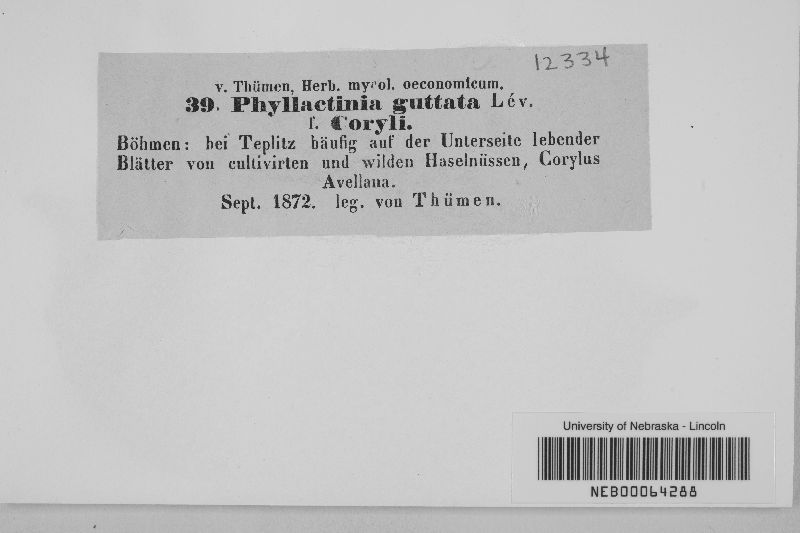 12334
v. Thümen, Herb. mycol. oeconomicum.
39. Phyllactinia guttata Lév.
f. Coryli.
Böhmen: bei Teplitz häufig auf der Unterseite lebender
Blätter von cultivirten und wilden Haselnüssen, Corylus
Avellana.
Sept. 1872. leg. von Thümen.
University of Nebraska - Lincoln
NEB00064288